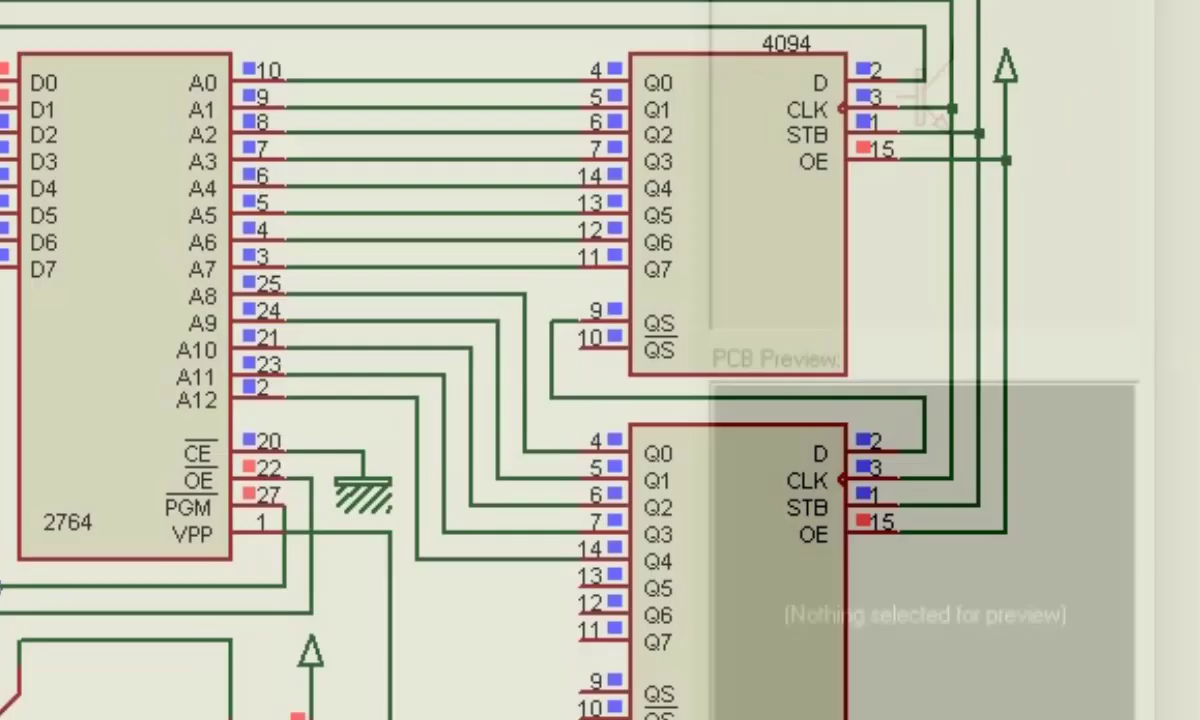 4094
D0 A0 10 4 Q0 D 2
D1 A1 9 5 Q1 CLK 3
D2 A2 8 6 Q2 STB 1
D3 A3 7 7 Q3 OE 15
D4 A4 6 14 Q4
D5 A5 5 13 Q5
D6 A6 4 12 Q6
D7 A7 3 11 Q7
A8 25
A9 24 9 QS
A10 21 10 QS
PCB Preview:
A11 23
A12 2
CE 20 4 Q0 D 2
OE 22 5 Q1 CLK 3
PGM 27 6 Q2 STB 1
2764 VPP 1 7 Q3 OE 15
14 Q4
13 Q5
12 Q6
(Nothing selected for preview)
11 Q7
9 QS
10 QS